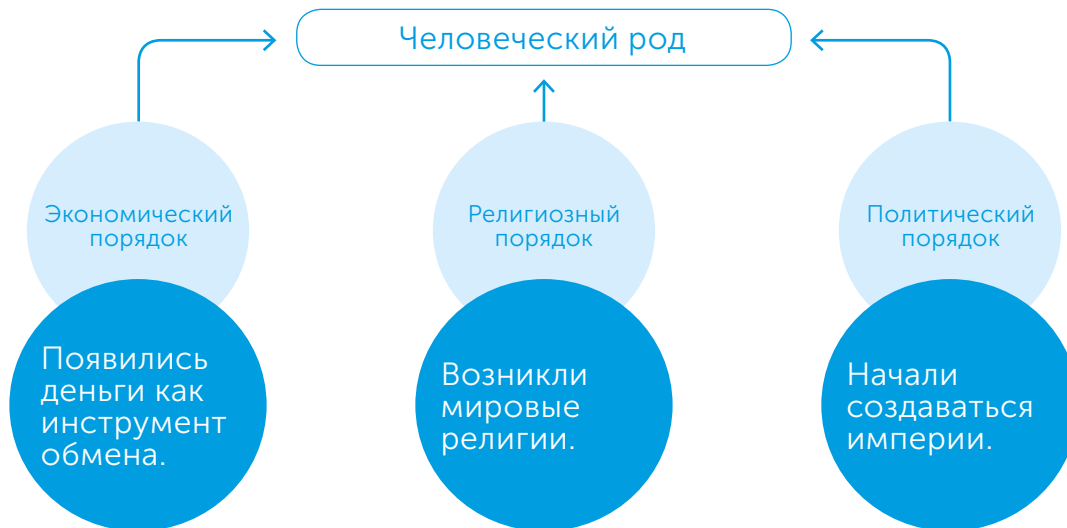 Человеческий род
Экономический
порядок
Появились
деньги как
инструмент
обмена.
Религиозный
порядок
Возникли
мировые
религии.
Политический
порядок
Начали
создаваться
империи.